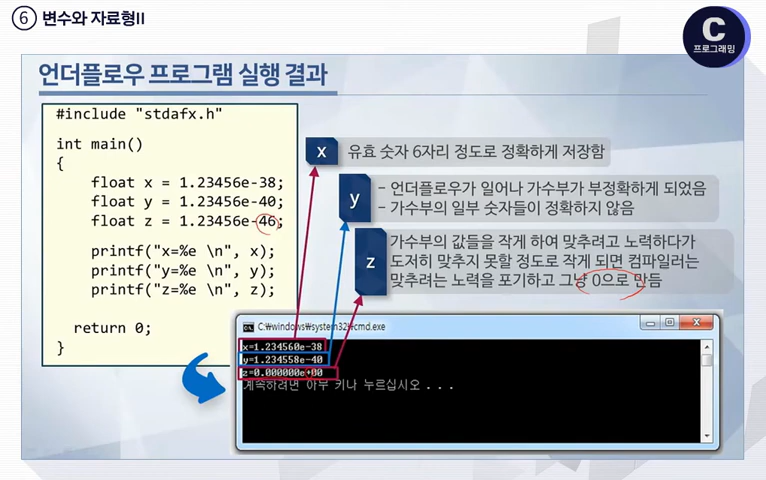 6 변수와 자료형II
C
프로그래밍
언더플로우 프로그램 실행 결과
#include "stdafx.h"
int main()
{
float x = 1.23456e-38;
float y = 1.23456e-40;
float z = 1.23456e-46;
printf("x=%e \n", x);
printf("y=%e \n", y);
printf("z=%e \n", z);
return 0;
}
x
유효 숫자 6자리 정도로 정확하게 저장함
y
- 언더플로우가 일어나 가수부가 부정확하게 되었음
- 가수부의 일부 숫자들이 정확하지 않음
z
가수부의 값들을 작게 하여 맞추려고 노력하다가
도저히 맞추지 못할 정도로 작게 되면 컴파일러는
맞추려는 노력을 포기하고 그냥 0으로 만듬
C:₩windows₩system32₩cmd.exe
x=1.234560e-38
y=1.234558e-40
z=0.000000e+00
계속하려면 아무 키나 누르십시오 . . .